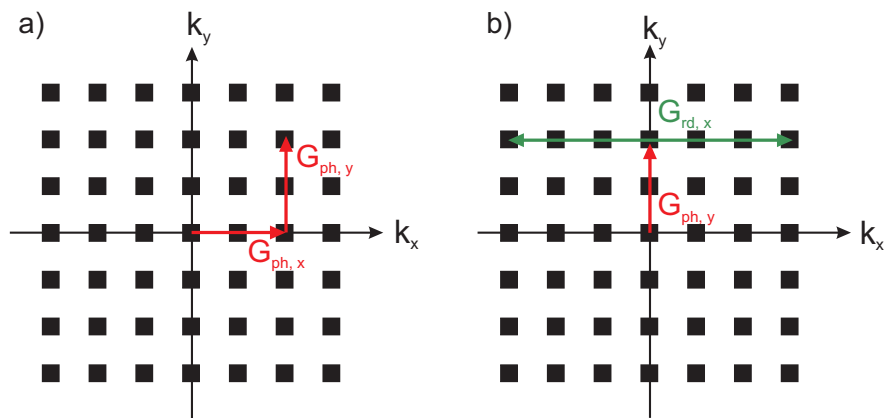 a)
k_y
G_ph, y
G_ph, x
k_x
b)
k_y
G_rd, x
G_ph, y
k_x